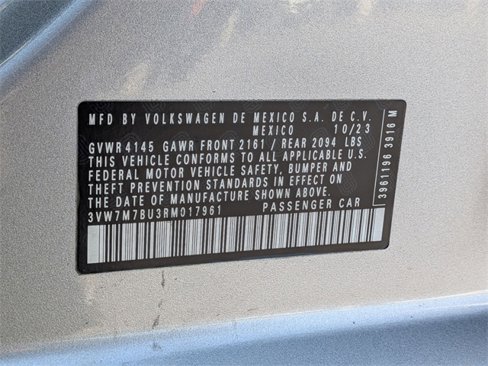 MFD BY VOLKSWAGEN DE MEXICO S.A. DE C.V.
MEXICO 10/23
GVWR 4145 GAWR FRONT 2161 / REAR 2094 LBS
THIS VEHICLE CONFORMS TO ALL APPLICABLE U.S.
FEDERAL MOTOR VEHICLE SAFETY, BUMPER AND
THEFT PREVENTION STANDARDS IN EFFECT ON
THE DATE OF MANUFACTURE SHOWN ABOVE.
3VW7M7BU3RM017961 PASSENGER CAR
3961196 3916 M